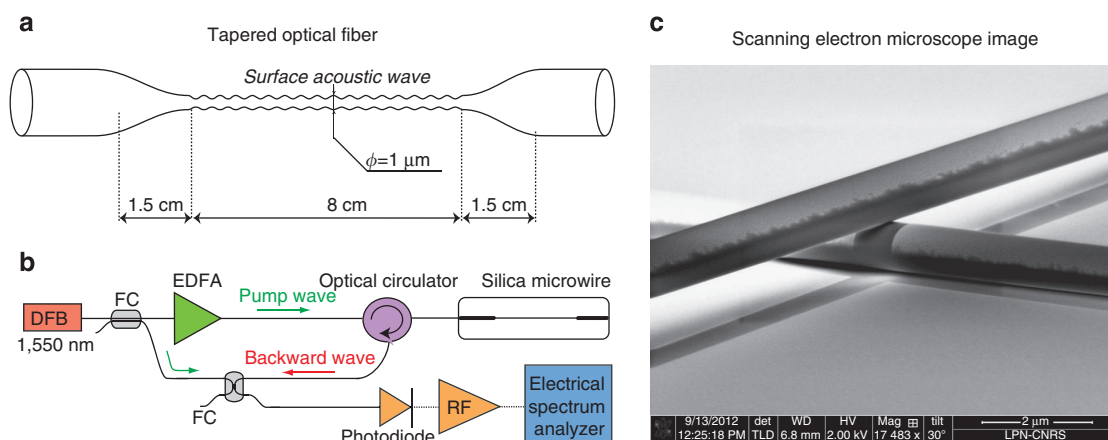 a
Tapered optical fiber
Surface acoustic wave
ϕ=1 μm
1.5 cm
8 cm
1.5 cm
b
EDFA
Optical circulator
Silica microwire
FC
Pump wave
DFB
1,550 nm
Backward wave
FC
Photodiode
RF
Electrical
spectrum
analyzer
c
Scanning electron microscope image
9/13/2012 det WD HV Mag tilt 2 μm
12:25:18 PM TLD 6.8 mm 2.00 kV 17 483 x 30° LPN-CNRS